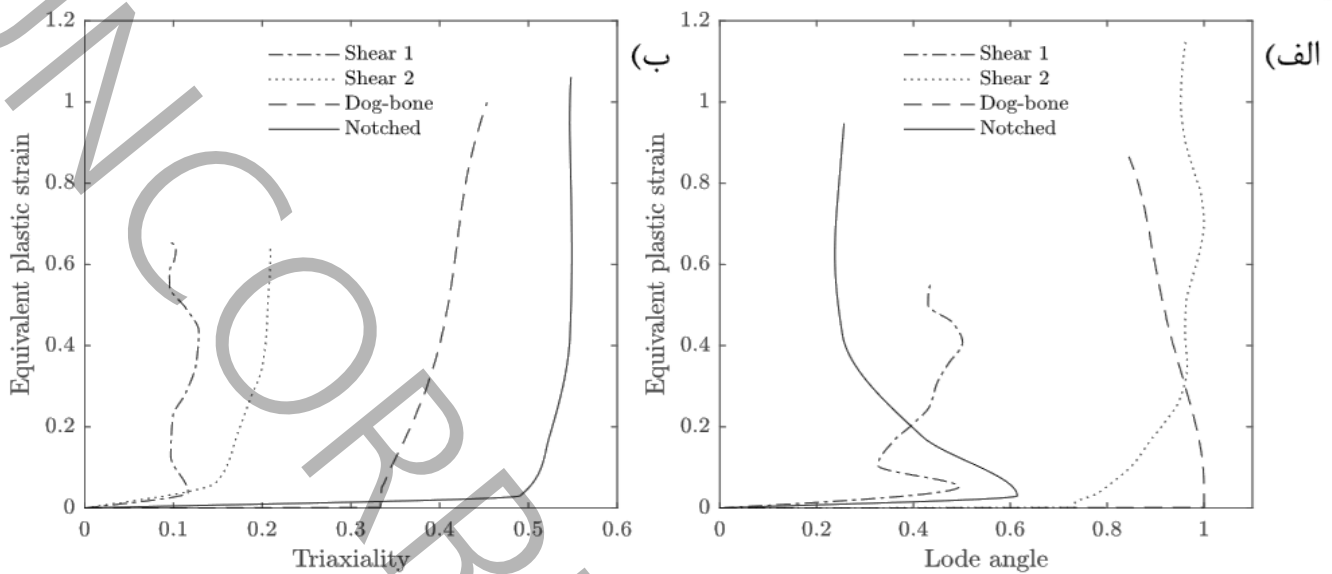 ب)
1.2
1
0.8
0.6
0.4
0.2
0
Equivalent plastic strain
Shear 1
Shear 2
Dog-bone
Notched
0
0.1
0.2
0.3
0.4
0.5
0.6
Triaxiality
الف)
1.2
1
0.8
0.6
0.4
0.2
0
Equivalent plastic strain
Shear 1
Shear 2
Dog-bone
Notched
0
0.2
0.4
0.6
0.8
1
Lode angle